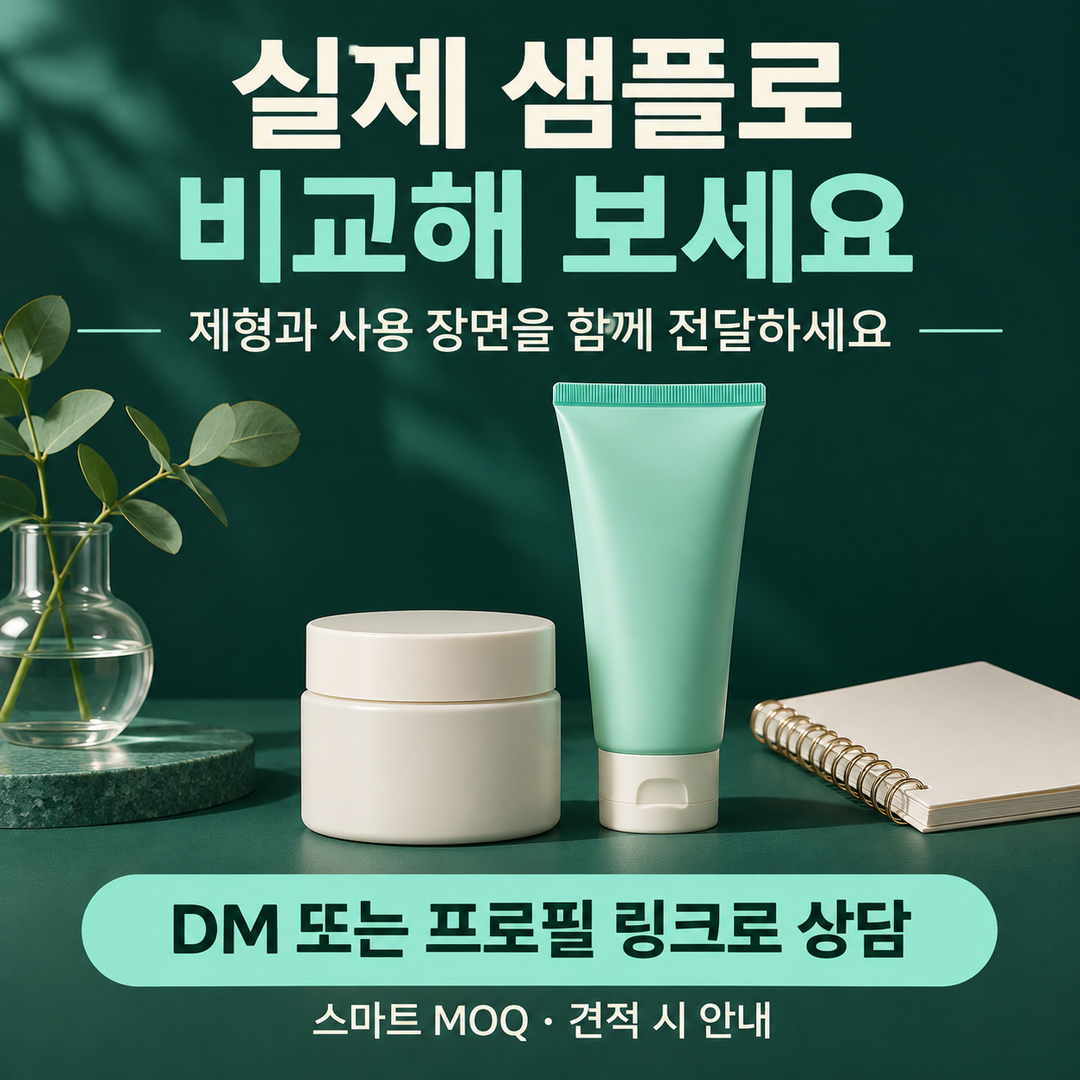 실제 샘플로
비교해 보세요
제형과 사용 장면을 함께 전달하세요
DM 또는 프로필 링크로 상담
스마트 MOQ · 견적 시 안내